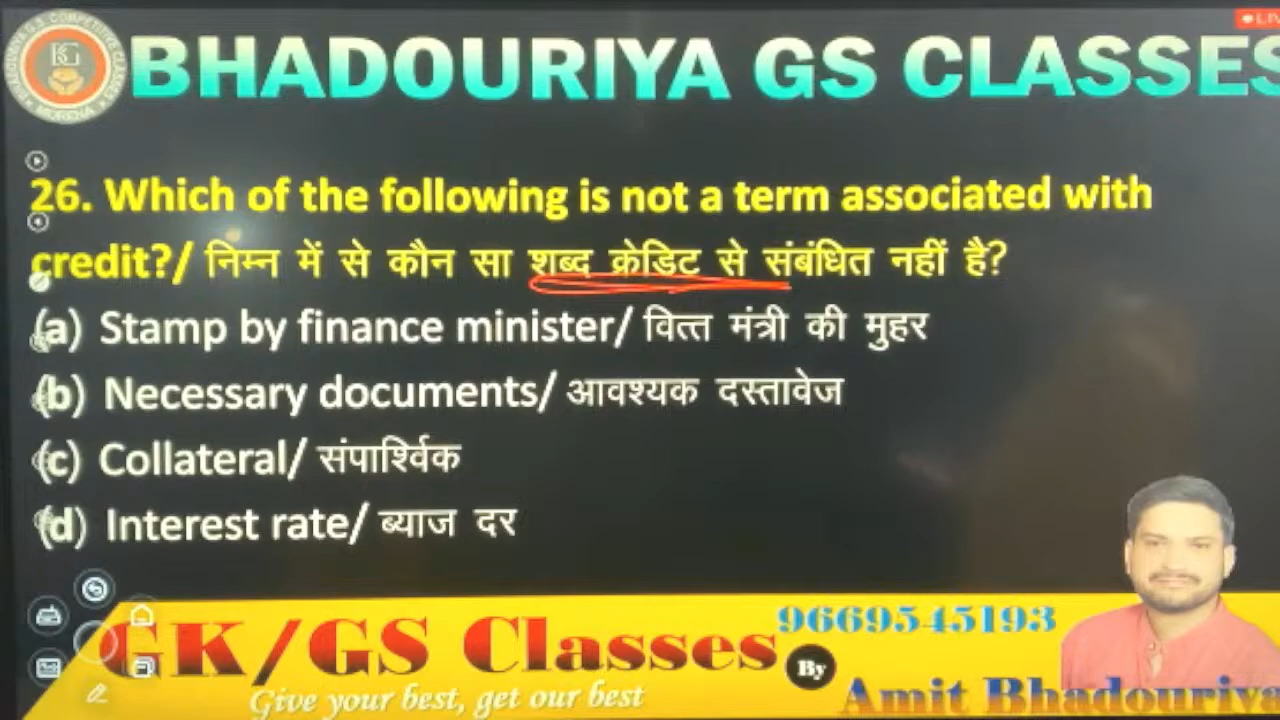 BHADOURIYA GS CLASSES
26. Which of the following is not a term associated with
credit?/ निम्न में से कौन सा शब्द क्रेडिट से संबंधित नहीं है?
(a) Stamp by finance minister/ वित्त मंत्री की मुहर
(b) Necessary documents/ आवश्यक दस्तावेज
(c) Collateral/ संपार्श्विक
(d) Interest rate/ ब्याज दर
GK/GS Classes
9669545193
Give your best, get our best
By
Amit Bhadouriya